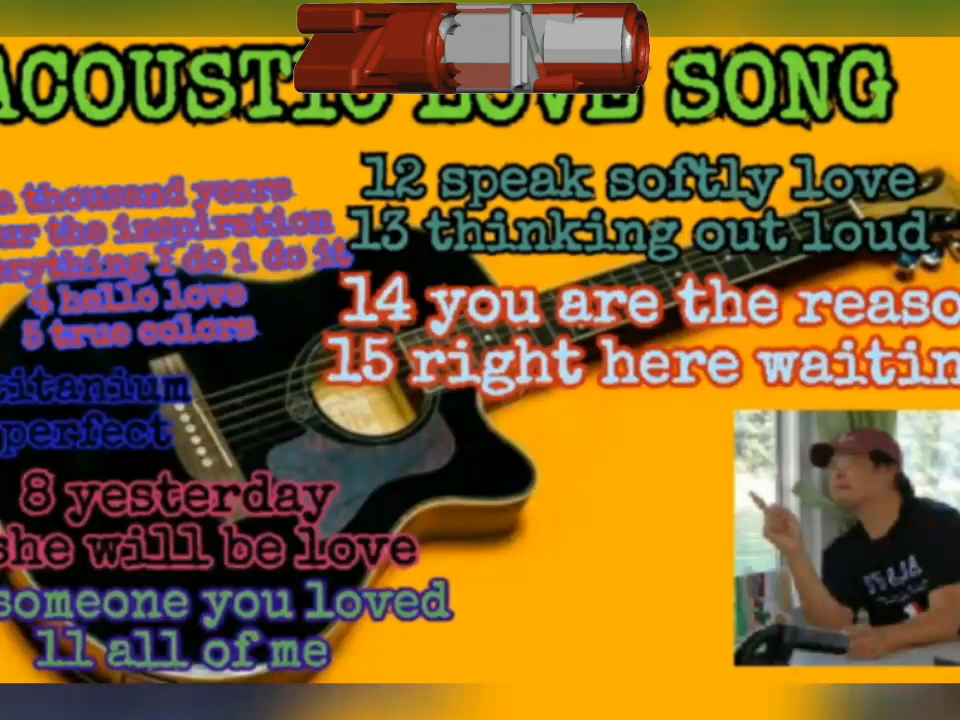 ACOUSTIC LOVE SONG
a thousand years
ur the inspiration
erything I do i do it
4 hello love
5 true colors
titanium
perfect
8 yesterday
she will be love
someone you loved
11 all of me
12 speak softly love
13 thinking out loud
14 you are the reaso
15 right here waitin